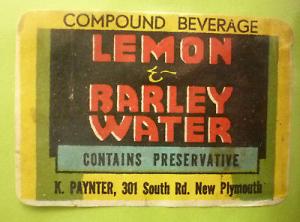 COMPOUND BEVERAGE
LEMON
&
BARLEY
WATER
CONTAINS PRESERVATIVE
K. PAYNTER, 301 South Rd. New Plymouth